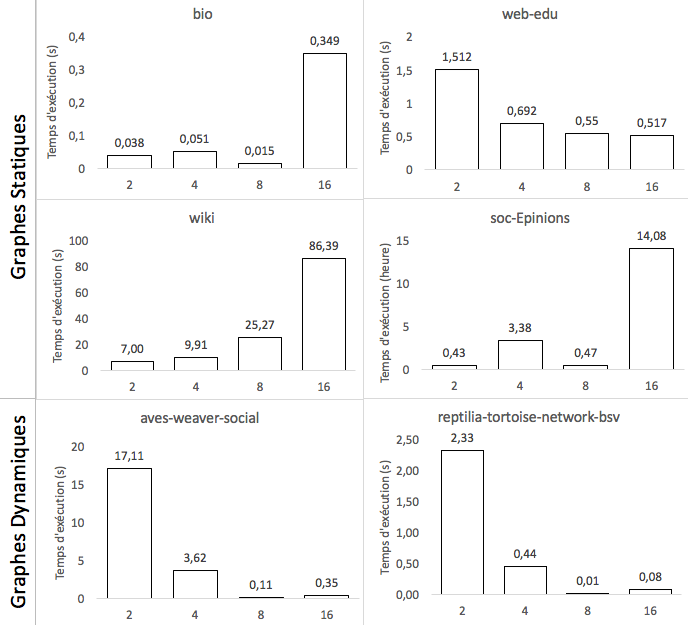 Graphes Statiques
bio
Temps d'exécution (s)
0,4
0,3
0,2
0,1
0
0,038
0,051
0,015
0,349
2 4 8 16
web-edu
Temps d'exécution (s)
2
1,5
1
0,5
0
1,512
0,692
0,55
0,517
2 4 8 16
wiki
Temps d'exécution (s)
100
80
60
40
20
0
7,00
9,91
25,27
86,39
2 4 8 16
soc-Epinions
Temps d'exécution (heure)
15
10
5
0
0,43
3,38
0,47
14,08
2 4 8 16
Graphes Dynamiques
aves-weaver-social
Temps d'exécution (s)
20
15
10
5
0
17,11
3,62
0,11
0,35
2 4 8 16
reptilia-tortoise-network-bsv
Temps d'exécution (s)
2,50
2,00
1,50
1,00
0,50
0,00
2,33
0,44
0,01
0,08
2 4 8 16